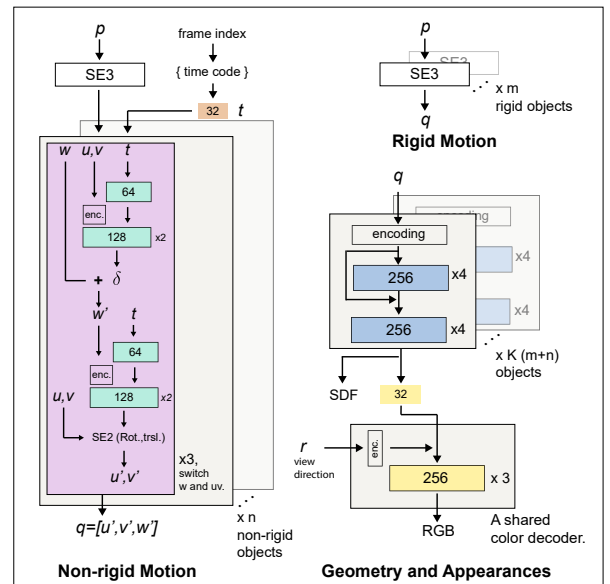 p
SE3
frame index
{ time code }
32
t
w
u,v
t
64
enc.
128
x2
+ δ
w'
t
64
enc.
128
x2
u,v
SE2 (Rot.,trsl.)
u',v'
x3,
switch
w and uv.
q=[u',v',w']
x n
non-rigid
objects
Non-rigid Motion
p
SE3
SE3
x m
rigid objects
q
Rigid Motion
q
encoding
encoding
256
x4
x4
256
x4
x4
x K (m+n)
objects
SDF
32
r
view
direction
enc.
256
x 3
RGB
A shared
color decoder.
Geometry and Appearances